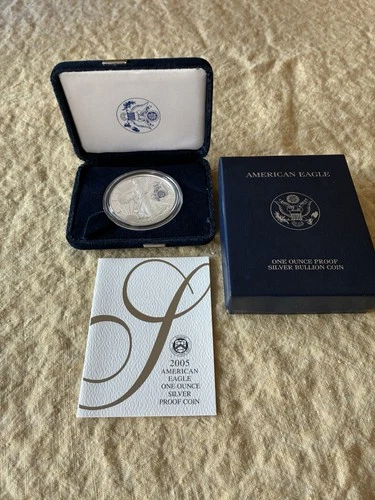 AMERICAN EAGLE
ONE OUNCE PROOF
SILVER BULLION COIN
2005
AMERICAN
EAGLE
ONE OUNCE
SILVER
PROOF COIN